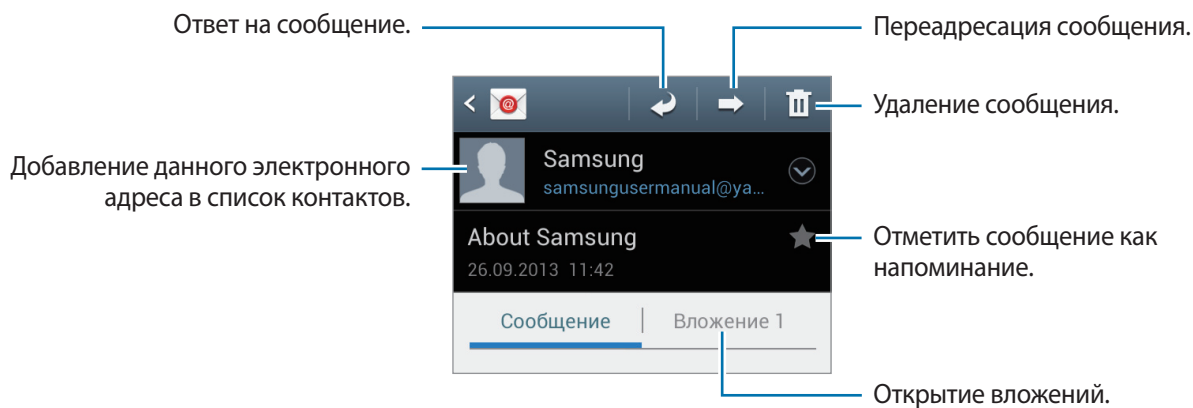 Ответ на сообщение.
Переадресация сообщения.
Удаление сообщения.
Добавление данного электронного
адреса в список контактов.
Samsung
samsungusermanual@ya...
About Samsung
26.09.2013 11:42
Отметить сообщение как
напоминание.
Сообщение
Вложение 1
Открытие вложений.